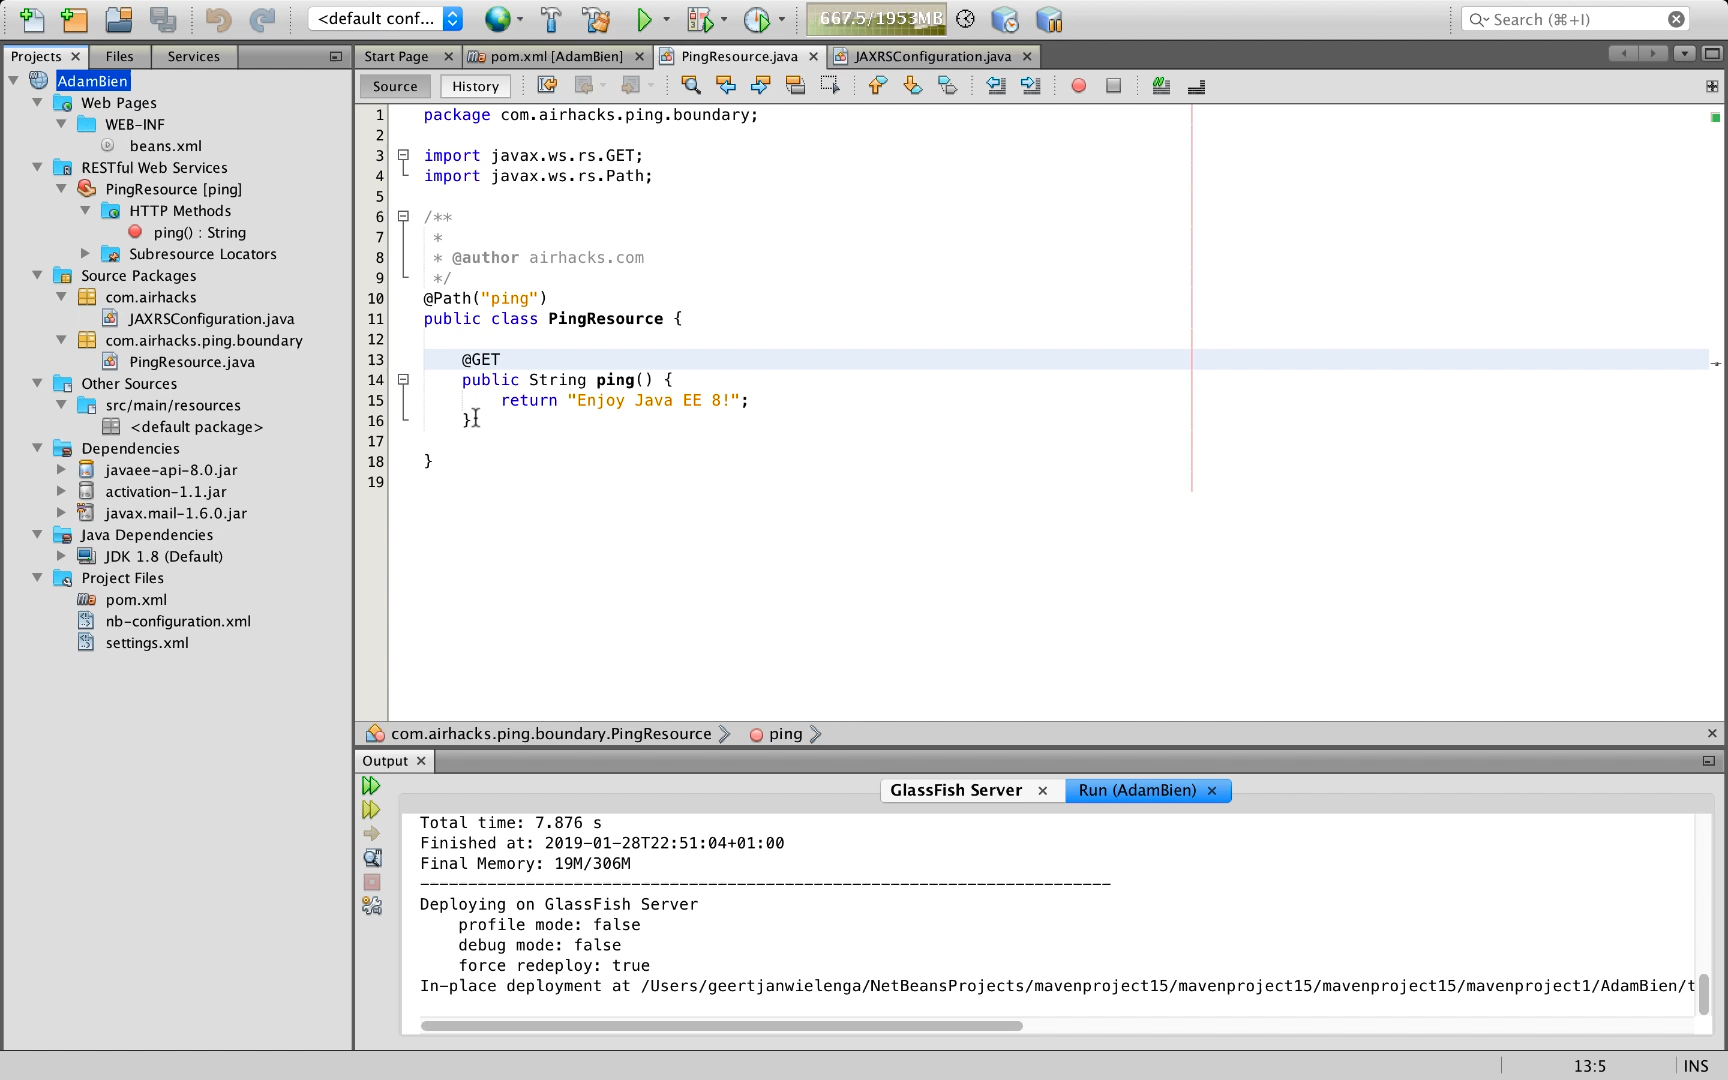 <default conf...
667.5/1953MB
Search (⌘+I)
Projects
Files
Services
Start Page
pom.xml [AdamBien]
PingResource.java
JAXRSConfiguration.java
Source
History
AdamBien
Web Pages
WEB-INF
beans.xml
RESTful Web Services
PingResource [ping]
HTTP Methods
ping() : String
Subresource Locators
Source Packages
com.airhacks
JAXRSConfiguration.java
com.airhacks.ping.boundary
PingResource.java
Other Sources
src/main/resources
<default package>
Dependencies
javaee-api-8.0.jar
activation-1.1.jar
javax.mail-1.6.0.jar
Java Dependencies
JDK 1.8 (Default)
Project Files
pom.xml
nb-configuration.xml
settings.xml
1 package com.airhacks.ping.boundary;
2
3 import javax.ws.rs.GET;
4 import javax.ws.rs.Path;
5
6 /**
7 *
8 * @author airhacks.com
9 */
10 @Path("ping")
11 public class PingResource {
12
13 @GET
14 public String ping() {
15 return "Enjoy Java EE 8!";
16 }
17
18 }
19
com.airhacks.ping.boundary.PingResource
ping
Output
GlassFish Server
Run (AdamBien)
Total time: 7.876 s
Finished at: 2019-01-28T22:51:04+01:00
Final Memory: 19M/306M
------------------------------------------------------------------------
Deploying on GlassFish Server
profile mode: false
debug mode: false
force redeploy: true
In-place deployment at /Users/geertjanwielenga/NetBeansProjects/mavenproject15/mavenproject15/mavenproject15/mavenproject1/AdamBien/t
13:5
INS